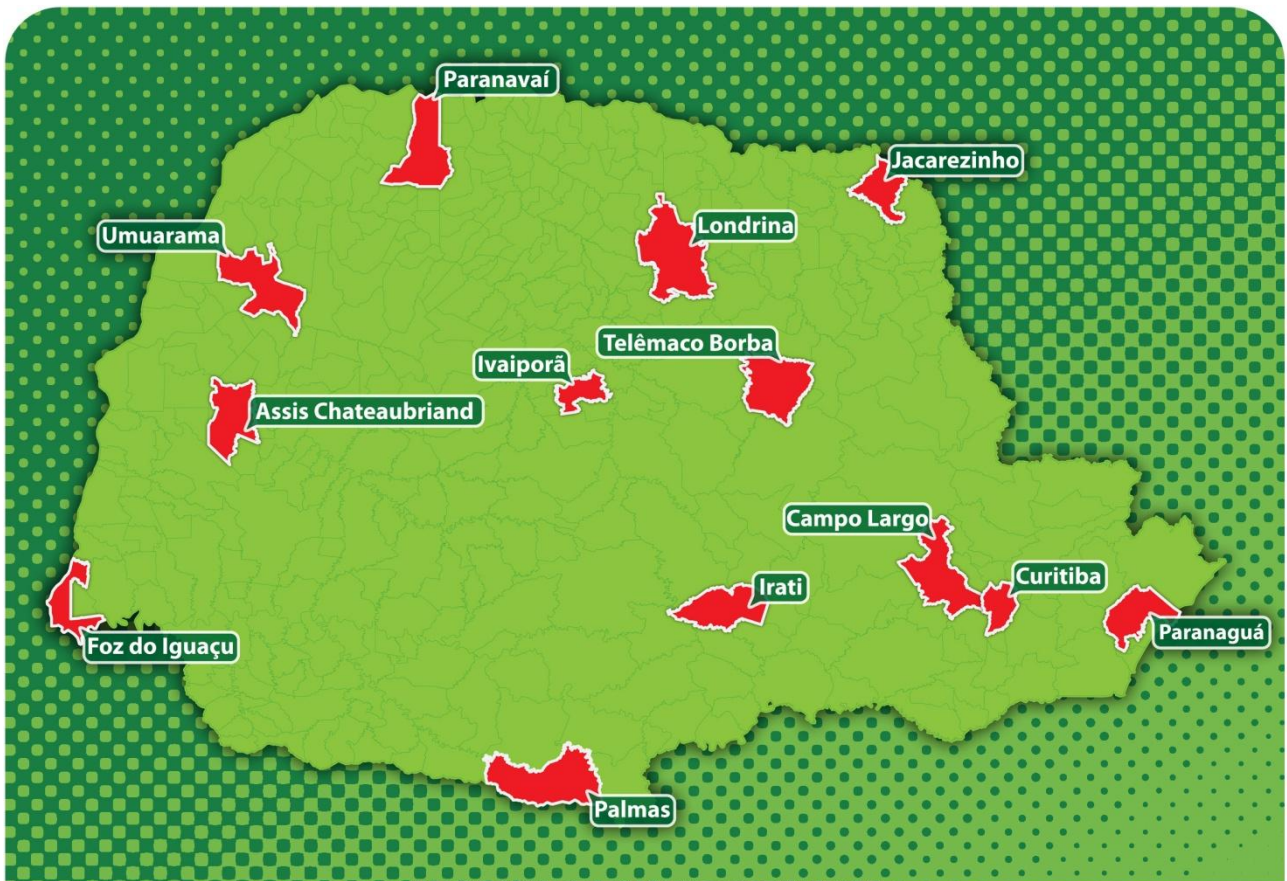 Paranavaí
Jacarezinho
Londrina
Umuarama
Telêmaco Borba
Ivaiporã
Assis Chateaubriand
Campo Largo
Curitiba
Irati
Paranaguá
Foz do Iguaçu
Palmas